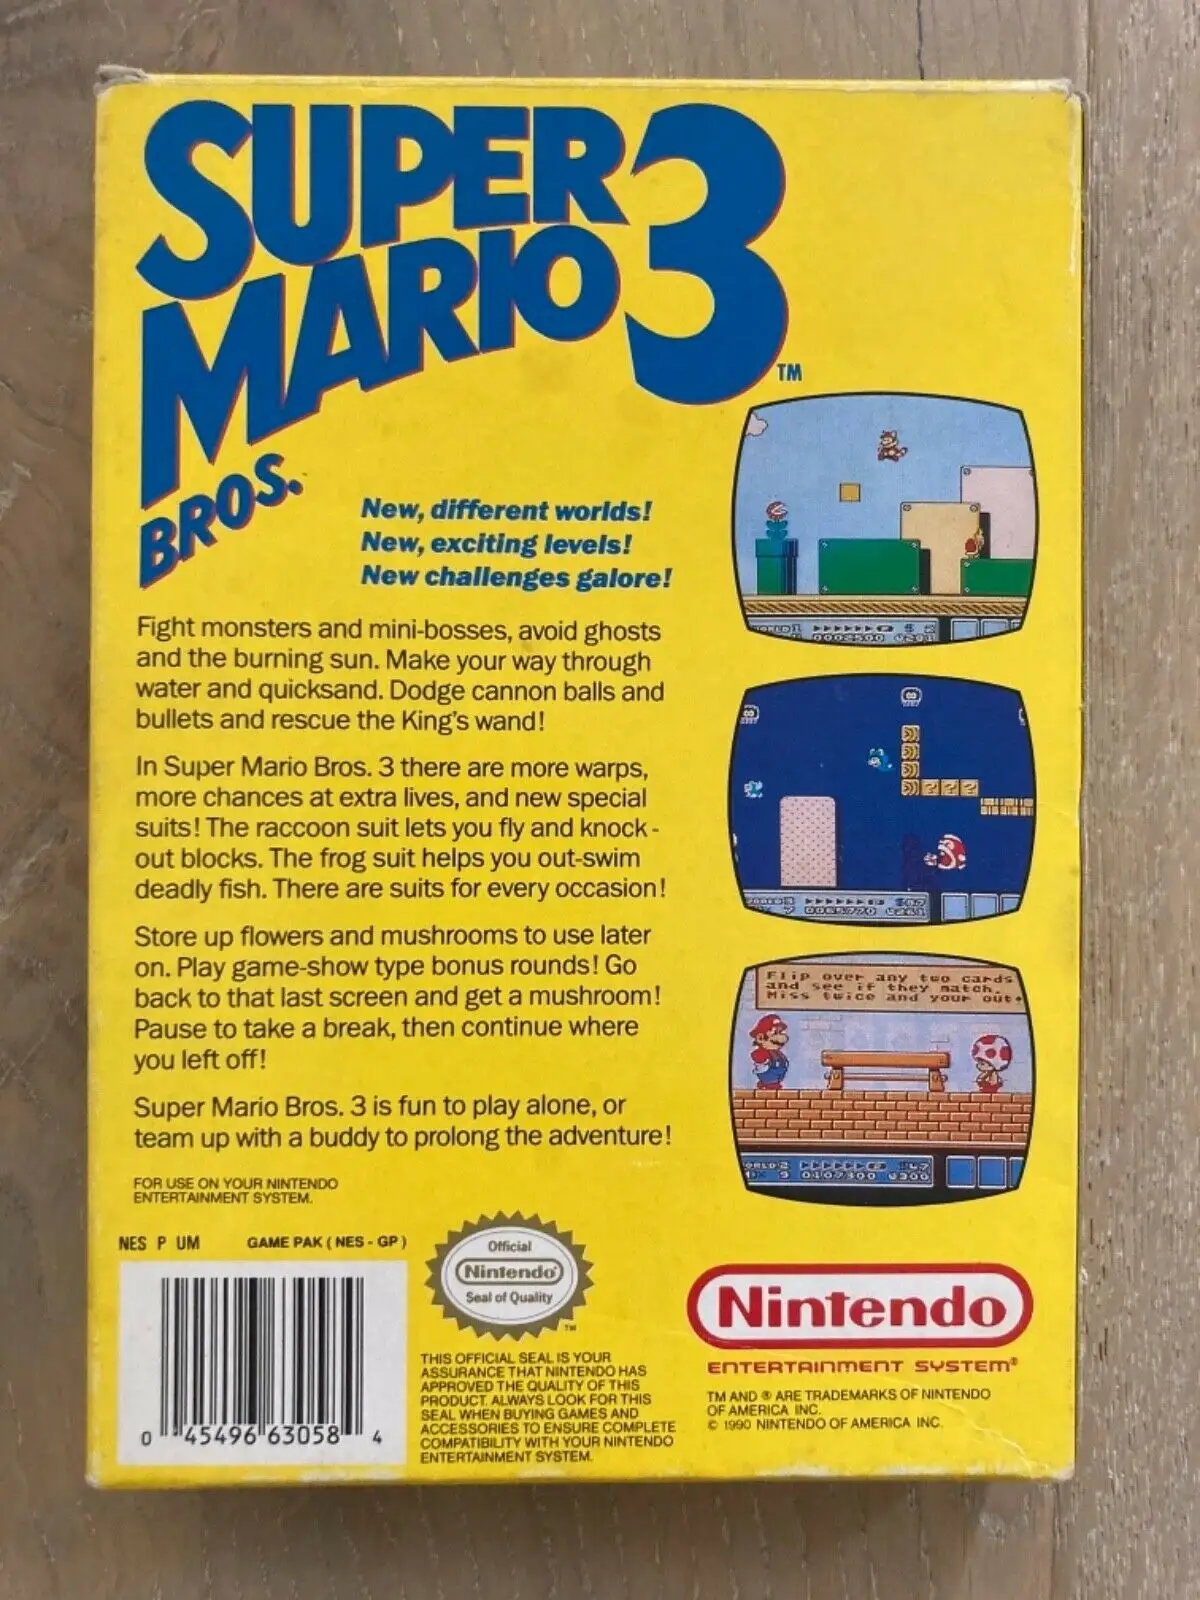 SUPER
MARIO
BROS.
3
TM
New, different worlds!
New, exciting levels!
New challenges galore!
Fight monsters and mini-bosses, avoid ghosts
and the burning sun. Make your way through
water and quicksand. Dodge cannon balls and
bullets and rescue the King's wand!
In Super Mario Bros. 3 there are more warps,
more chances at extra lives, and new special
suits! The raccoon suit lets you fly and knock-
out blocks. The frog suit helps you out-swim
deadly fish. There are suits for every occasion!
Store up flowers and mushrooms to use later
on. Play game-show type bonus rounds! Go
back to that last screen and get a mushroom!
Pause to take a break, then continue where
you left off!
Super Mario Bros. 3 is fun to play alone, or
team up with a buddy to prolong the adventure!
FOR USE ON YOUR NINTENDO
ENTERTAINMENT SYSTEM.
NES P UM GAME PAK (NES-GP)
0 45496 63058 4
Official
Nintendo
Seal of Quality
TM
THIS OFFICIAL SEAL IS YOUR
ASSURANCE THAT NINTENDO HAS
APPROVED THE QUALITY OF THIS
PRODUCT. ALWAYS LOOK FOR THIS
SEAL WHEN BUYING GAMES AND
ACCESSORIES TO ENSURE COMPLETE
COMPATIBILITY WITH YOUR NINTENDO
ENTERTAINMENT SYSTEM.
0002500
0065770
Flip over any two cards
and see if they match.
Miss twice and your out!
ORLD 2
9 0107300 300
Nintendo
ENTERTAINMENT SYSTEM®
TM AND ® ARE TRADEMARKS OF NINTENDO
OF AMERICA INC.
© 1990 NINTENDO OF AMERICA INC.